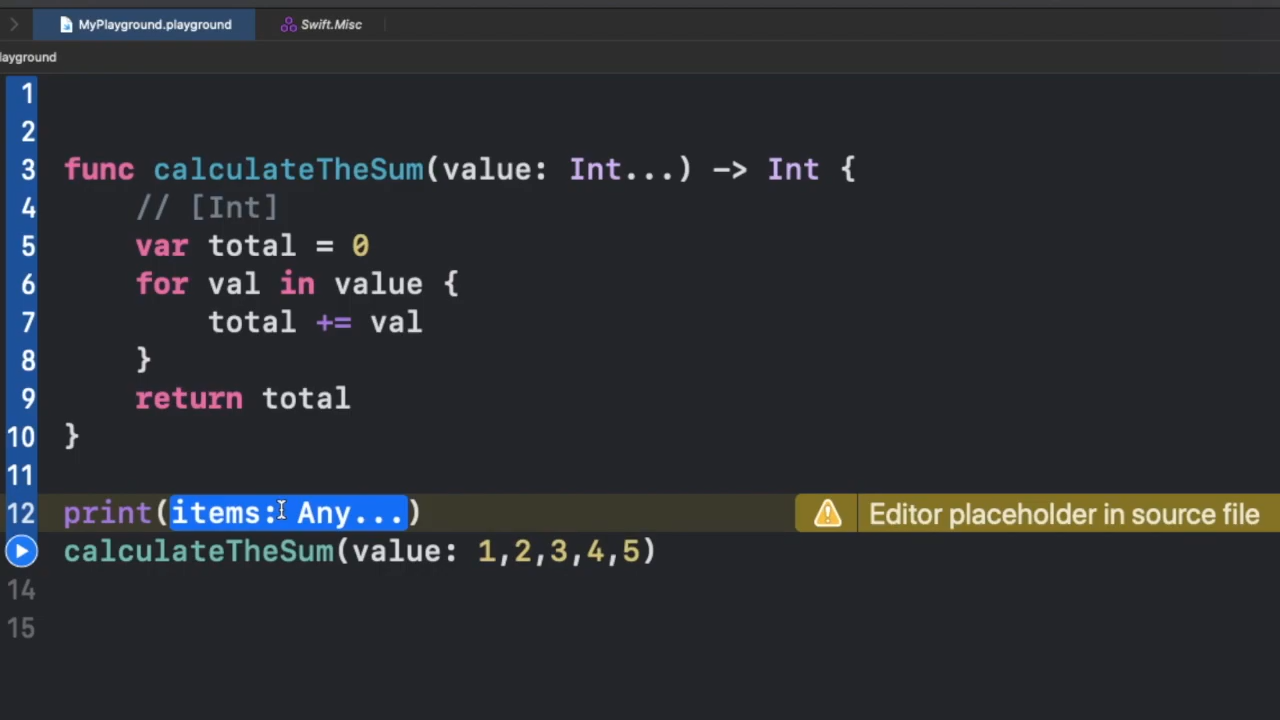 MyPlayground.playground Swift.Misc
layground
1
2
3 func calculateTheSum(value: Int...) -> Int {
4 // [Int]
5 var total = 0
6 for val in value {
7 total += val
8 }
9 return total
10 }
11
12 print(items: Any...) Editor placeholder in source file
calculateTheSum(value: 1,2,3,4,5)
14
15